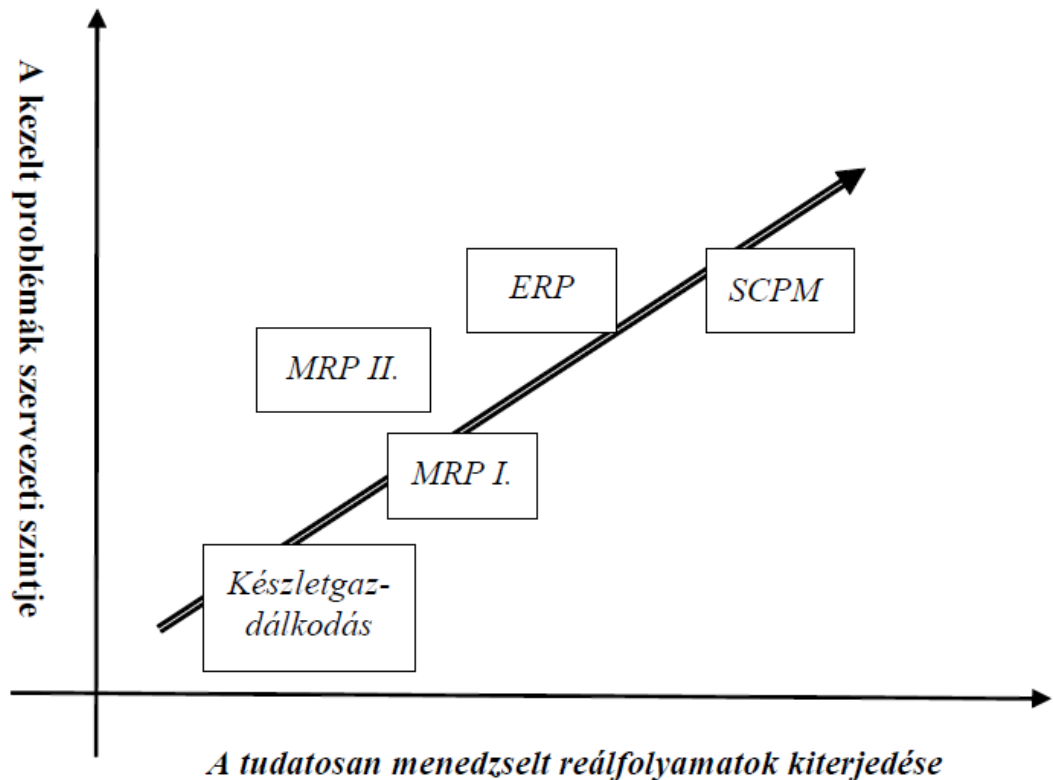 A kezelt problémák szervezeti szintje
ERP
SCPM
MRP II.
MRP I.
Készletgaz-
dálkodás
A tudatosan menedzselt reálfolyamatok kiterjedése